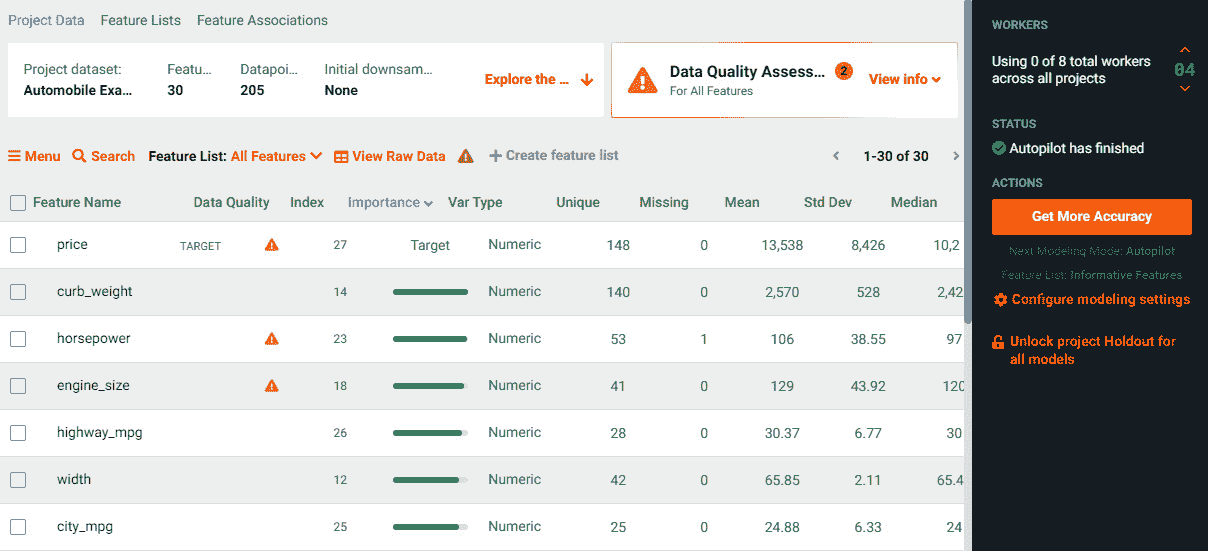 Project Data Feature Lists Feature Associations
Project dataset: Featu... Datapoi... Initial downsam...
Automobile Exa... 30 205 None
Explore the ...
Data Quality Assess... 2
For All Features
View info
Menu Search Feature List: All Features View Raw Data Create feature list 1-30 of 30
Feature Name Data Quality Index Importance Var Type Unique Missing Mean Std Dev Median
price TARGET 27 Target Numeric 148 0 13,538 8,426 10,2
curb_weight 14 Numeric 140 0 2,570 528 2,42
horsepower 23 Numeric 53 1 106 38.55 97
engine_size 18 Numeric 41 0 129 43.92 120
highway_mpg 26 Numeric 28 0 30.37 6.77 30
width 12 Numeric 42 0 65.85 2.11 65.4
city_mpg 25 Numeric 25 0 24.88 6.33 24
WORKERS
Using 0 of 8 total workers
across all projects
04
STATUS
Autopilot has finished
ACTIONS
Get More Accuracy
Next Modeling Mode: Autopilot
Feature List: Informative Features
Configure modeling settings
Unlock project Holdout for
all models